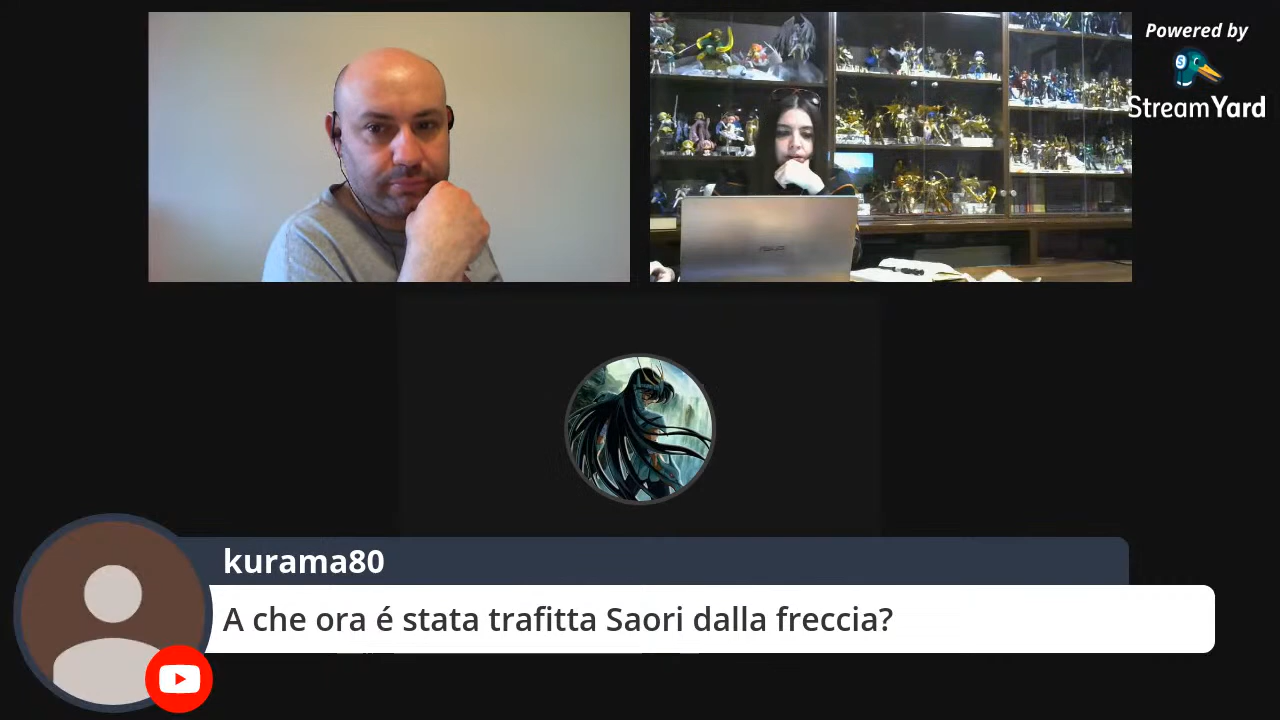 Powered by
StreamYard
kurama80
A che ora é stata trafitta Saori dalla freccia?